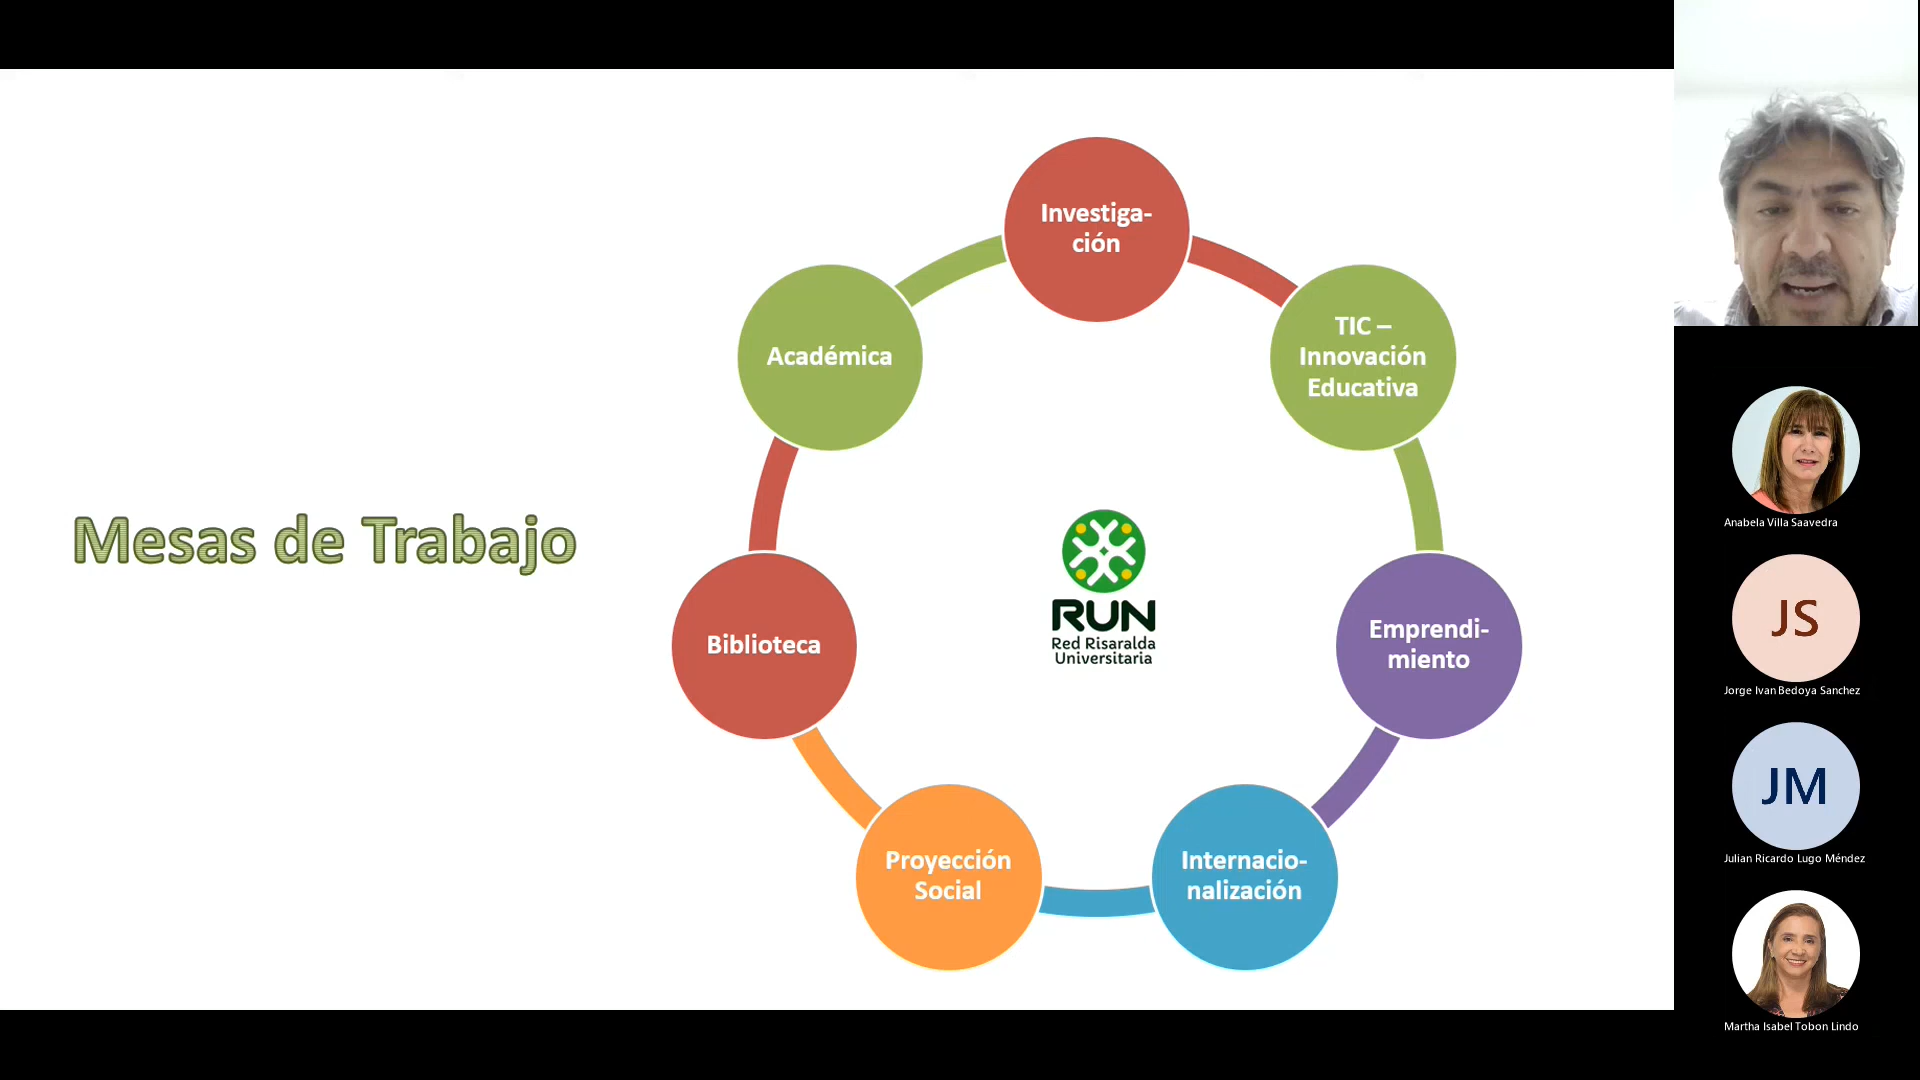 Mesas de Trabajo
Investiga-
ción
TIC –
Innovación
Educativa
Emprendi-
miento
Internacio-
nalización
Proyección
Social
Biblioteca
Académica
RUN
Red Risaralda
Universitaria
Anabela Villa Saavedra
JS
Jorge Ivan Bedoya Sanchez
JM
Julian Ricardo Lugo Méndez
Martha Isabel Tobon Lindo